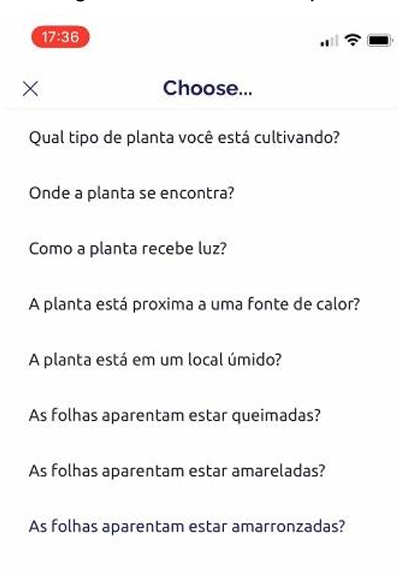 17:36
Choose...
Qual tipo de planta você está cultivando?
Onde a planta se encontra?
Como a planta recebe luz?
A planta está proxima a uma fonte de calor?
A planta está em um local úmido?
As folhas aparentam estar queimadas?
As folhas aparentam estar amareladas?
As folhas aparentam estar amarronzadas?